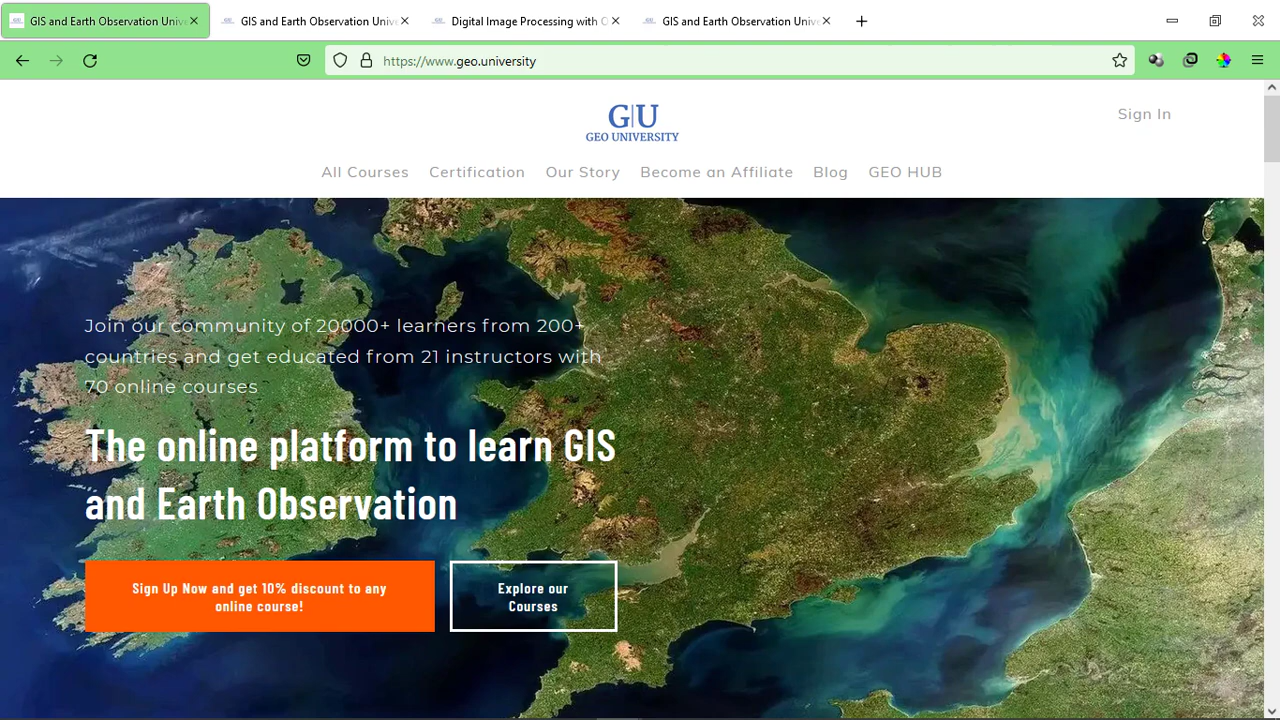 GIS and Earth Observation Unive
GIS and Earth Observation Univ
Digital Image Processing with
GIS and Earth Observation Univ
https://www.geo.university
G|U
GEO UNIVERSITY
Sign In
All Courses
Certification
Our Story
Become an Affiliate
Blog
GEO HUB
Join our community of 20000+ learners from 200+
countries and get educated from 21 instructors with
70 online courses
The online platform to learn GIS
and Earth Observation
Sign Up Now and get 10% discount to any
online course!
Explore our
Courses